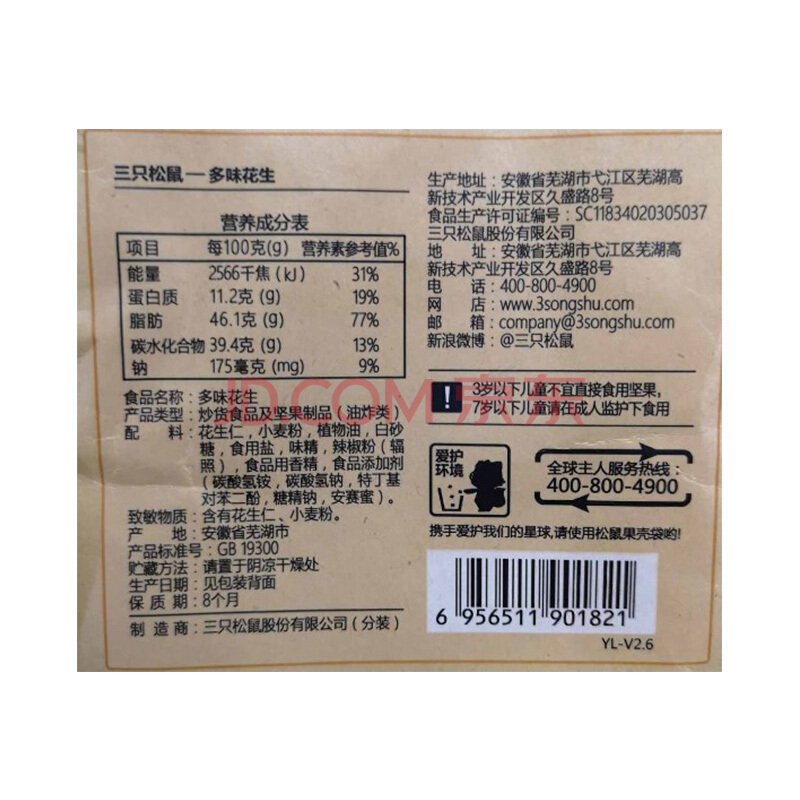 三只松鼠—多味花生
营养成分表
项目 每100克(g) 营养素参考值%
能量 2566千焦(kJ) 31%
蛋白质 11.2克(g) 19%
脂肪 46.1克(g) 77%
碳水化合物 39.4克(g) 13%
钠 175毫克(mg) 9%
食品名称:多味花生
产品类型:炒货食品及坚果制品(油炸类)
配 料:花生仁,小麦粉,植物油,白砂
糖,食用盐,味精,辣椒粉(辐
照),食品用香精,食品添加剂
(碳酸氢铵,碳酸氢钠,特丁基
对苯二酚,糖精钠,安赛蜜)。
致敏物质:含有花生仁、小麦粉。
产 地:安徽省芜湖市
产品标准号:GB 19300
贮藏方法:请置于阴凉干燥处
生产日期:见包装背面
保 质 期:8个月
制 造 商:三只松鼠股份有限公司(分装)
生产地址:安徽省芜湖市弋江区芜湖高
新技术产业开发区久盛路8号
食品生产许可证编号:SC11834020305037
三只松鼠股份有限公司
地 址:安徽省芜湖市弋江区芜湖高
新技术产业开发区久盛路8号
电 话:400-800-4900
网 店:www.3songshu.com
邮 箱:company@3songshu.com
新浪微博:@三只松鼠
! 3岁以下儿童不宜直接食用坚果,
7岁以下儿童请在成人监护下食用
爱护
环境
全球主人服务热线:
400-800-4900
携手爱护我们的星球,请使用松鼠果壳袋哟!
6 956511 901821
YL-V2.6
JD.COM 京东